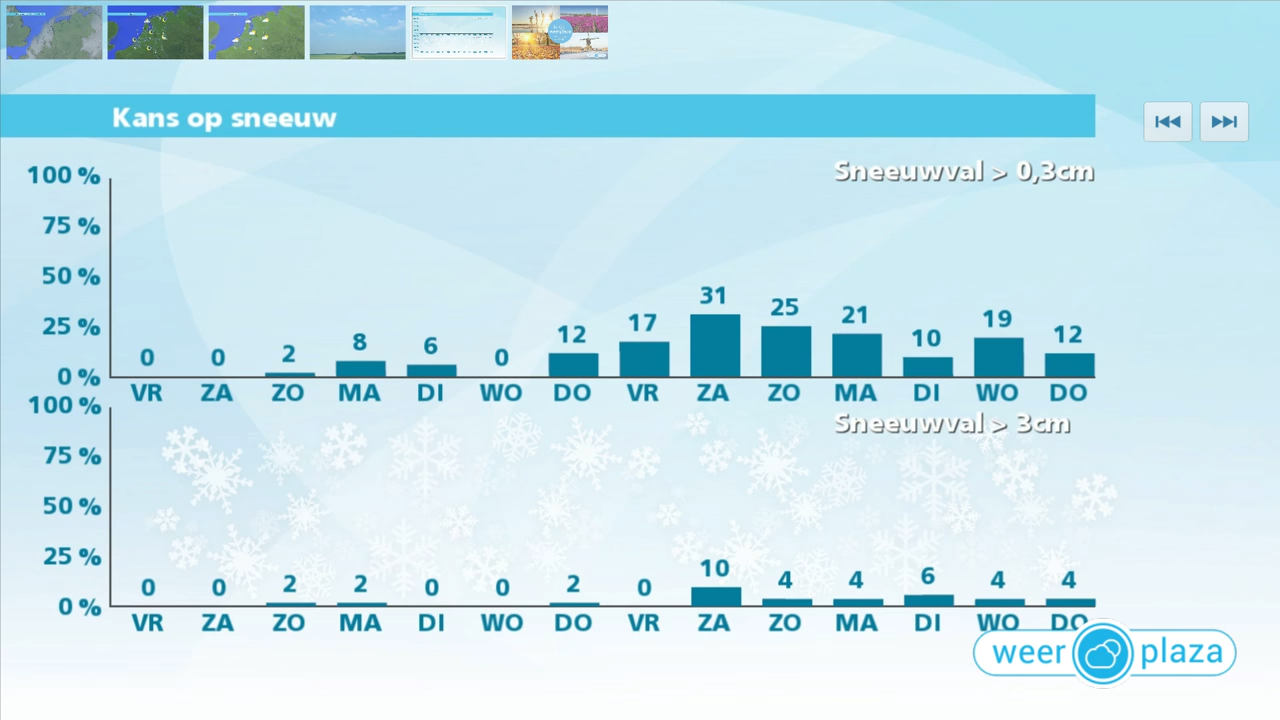 Kans op sneeuw
Sneeuwval > 0,3cm
100 %
75 %
50 %
25 %
0 %
0 0 2 8 6 0 12 17 31 25 21 10 19 12
VR ZA ZO MA DI WO DO VR ZA ZO MA DI WO DO
Sneeuwval > 3cm
100 %
75 %
50 %
25 %
0 %
0 0 2 2 0 0 2 0 10 4 4 6 4 4
VR ZA ZO MA DI WO DO VR ZA ZO MA DI WO DO
weer plaza